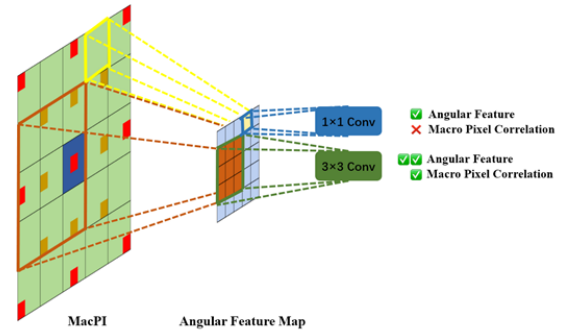 1×1 Conv
Angular Feature
Macro Pixel Correlation
3×3 Conv
Angular Feature
Macro Pixel Correlation
MacPI
Angular Feature Map